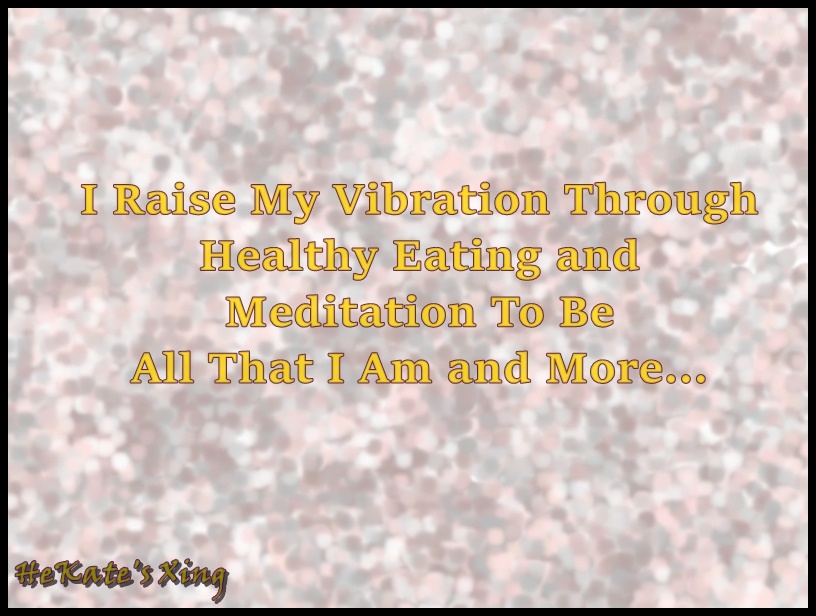 I Raise My Vibration Through
Healthy Eating and
Meditation To Be
All That I Am and More...
HeKate's Xing